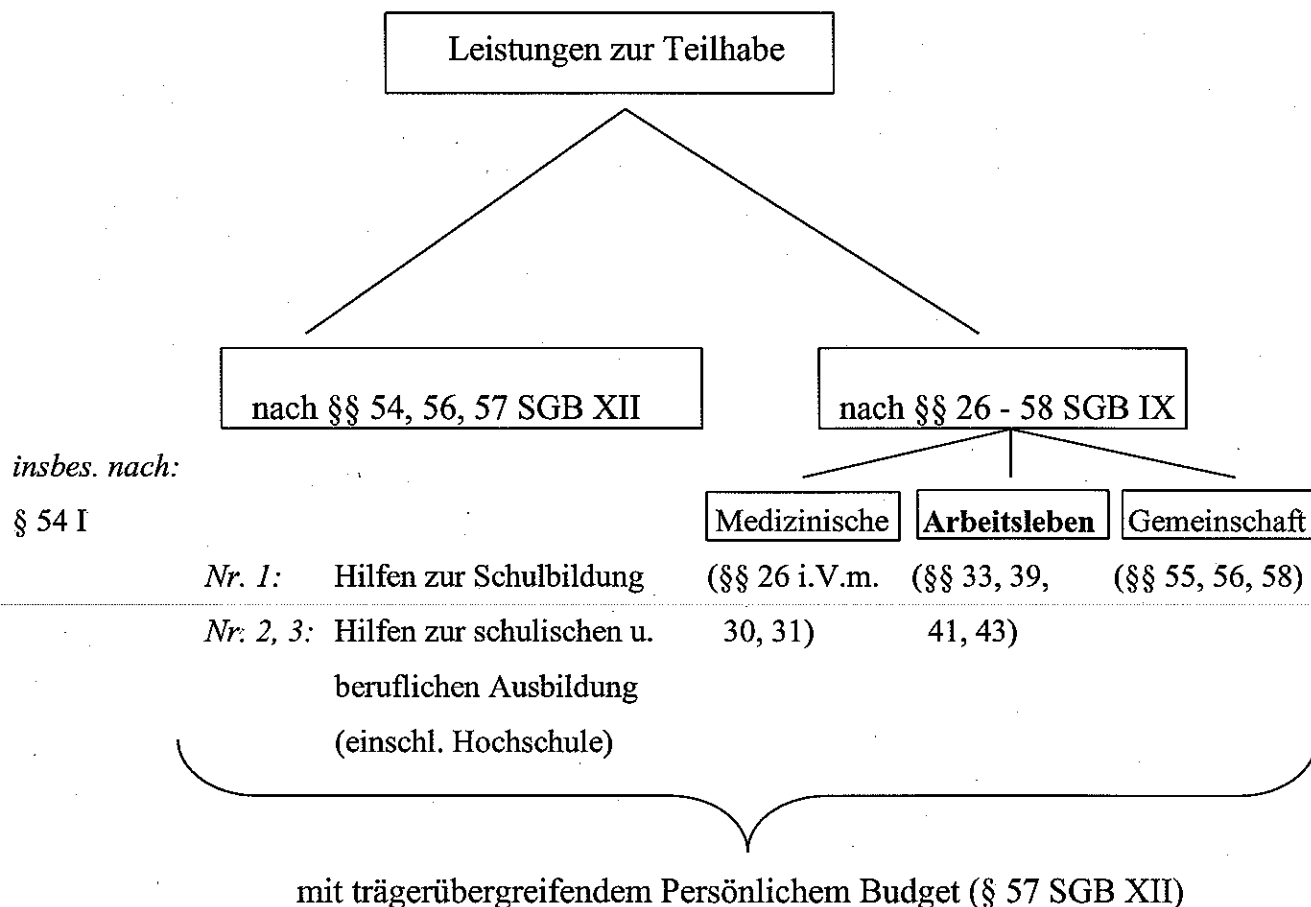 Leistungen zur Teilhabe
nach §§ 54, 56, 57 SGB XII
nach §§ 26 - 58 SGB IX
insbes. nach:
§ 54 I
Medizinische
Arbeitsleben
Gemeinschaft
Nr. 1: Hilfen zur Schulbildung (§§ 26 i.V.m. (§§ 33, 39, (§§ 55, 56, 58)
Nr. 2, 3: Hilfen zur schulischen u. 30, 31) 41, 43)
beruflichen Ausbildung
(einschl. Hochschule)
mit trägerübergreifendem Persönlichem Budget (§ 57 SGB XII)